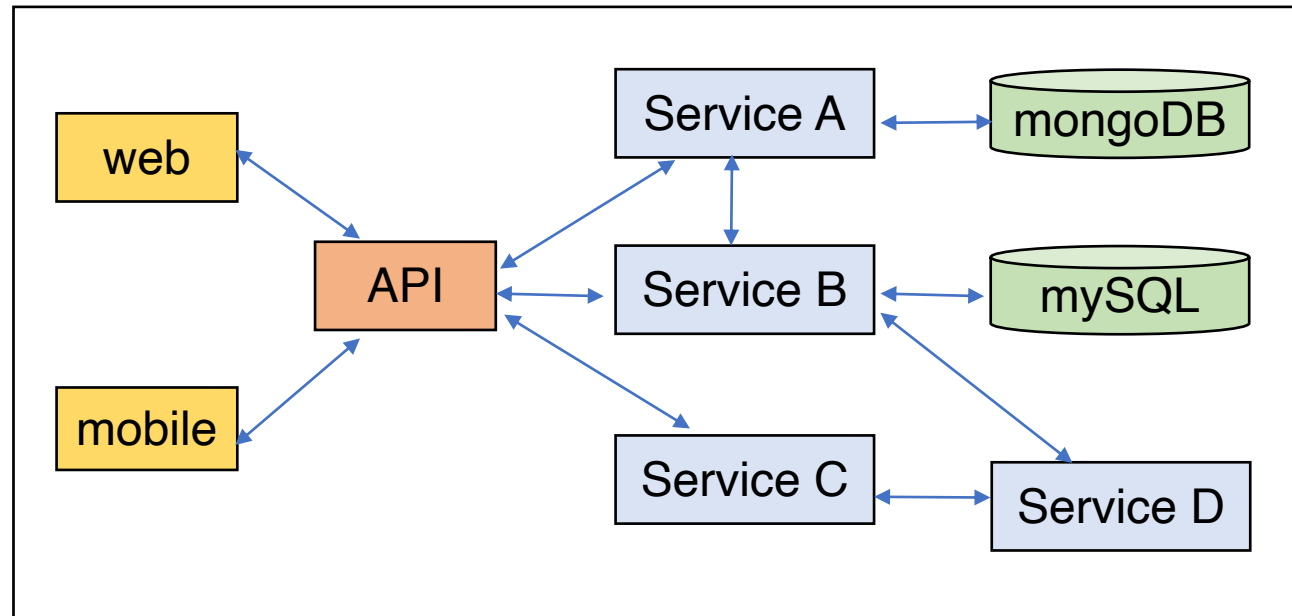 web
mobile
API
Service A
Service B
Service C
Service D
mongoDB
mySQL